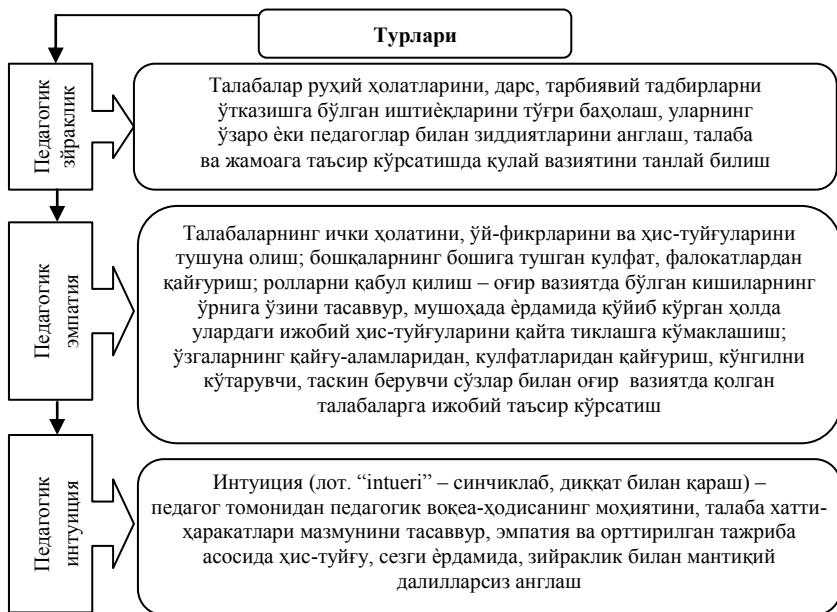 Турлари
Педагогик
зйраклик
Талабалар руҳий ҳолатларини, дарс, тарбиявий тадбирларни
ўтказишга бўлган иштиѐқларини тўғри баҳолаш, уларнинг
ўзаро ѐки педагоглар билан зиддиятларини англаш, талаба
ва жамоага таъсир кўрсатишда қулай вазиятини танлай билиш
Педагогик
эмпатия
Талабаларнинг ички ҳолатини, ўй-фикрларини ва ҳис-туйғуларини
тушуна олиш; бошқаларнинг бошига тушган кулфат, фалокатлардан
қайғуриш; ролларни қабул қилиш – оғир вазиятда бўлган кишиларнинг
ўрнига ўзини тасаввур, мушоҳада ѐрдамида қўйиб кўрган ҳолда
улардаги ижобий ҳис-туйғуларини қайта тиклашга кўмаклашиш;
ўзгаларнинг қайғу-аламларидан, кулфатларидан қайғуриш, кўнгилни
кўтарувчи, таскин берувчи сўзлар билан оғир вазиятда қолган
талабаларга ижобий таъсир кўрсатиш
Педагогик
интуиция
Интуиция (лот. “intueri” – синчиклаб, диққат билан қараш) –
педагог томонидан педагогик воқеа-ҳодисанинг моҳиятини, талаба хатти-
ҳаракатлари мазмунини тасаввур, эмпатия ва орттирилган тажриба
асосида ҳис-туйғу, сезги ѐрдамида, зийраклик билан мантиқий
далилларсиз англаш